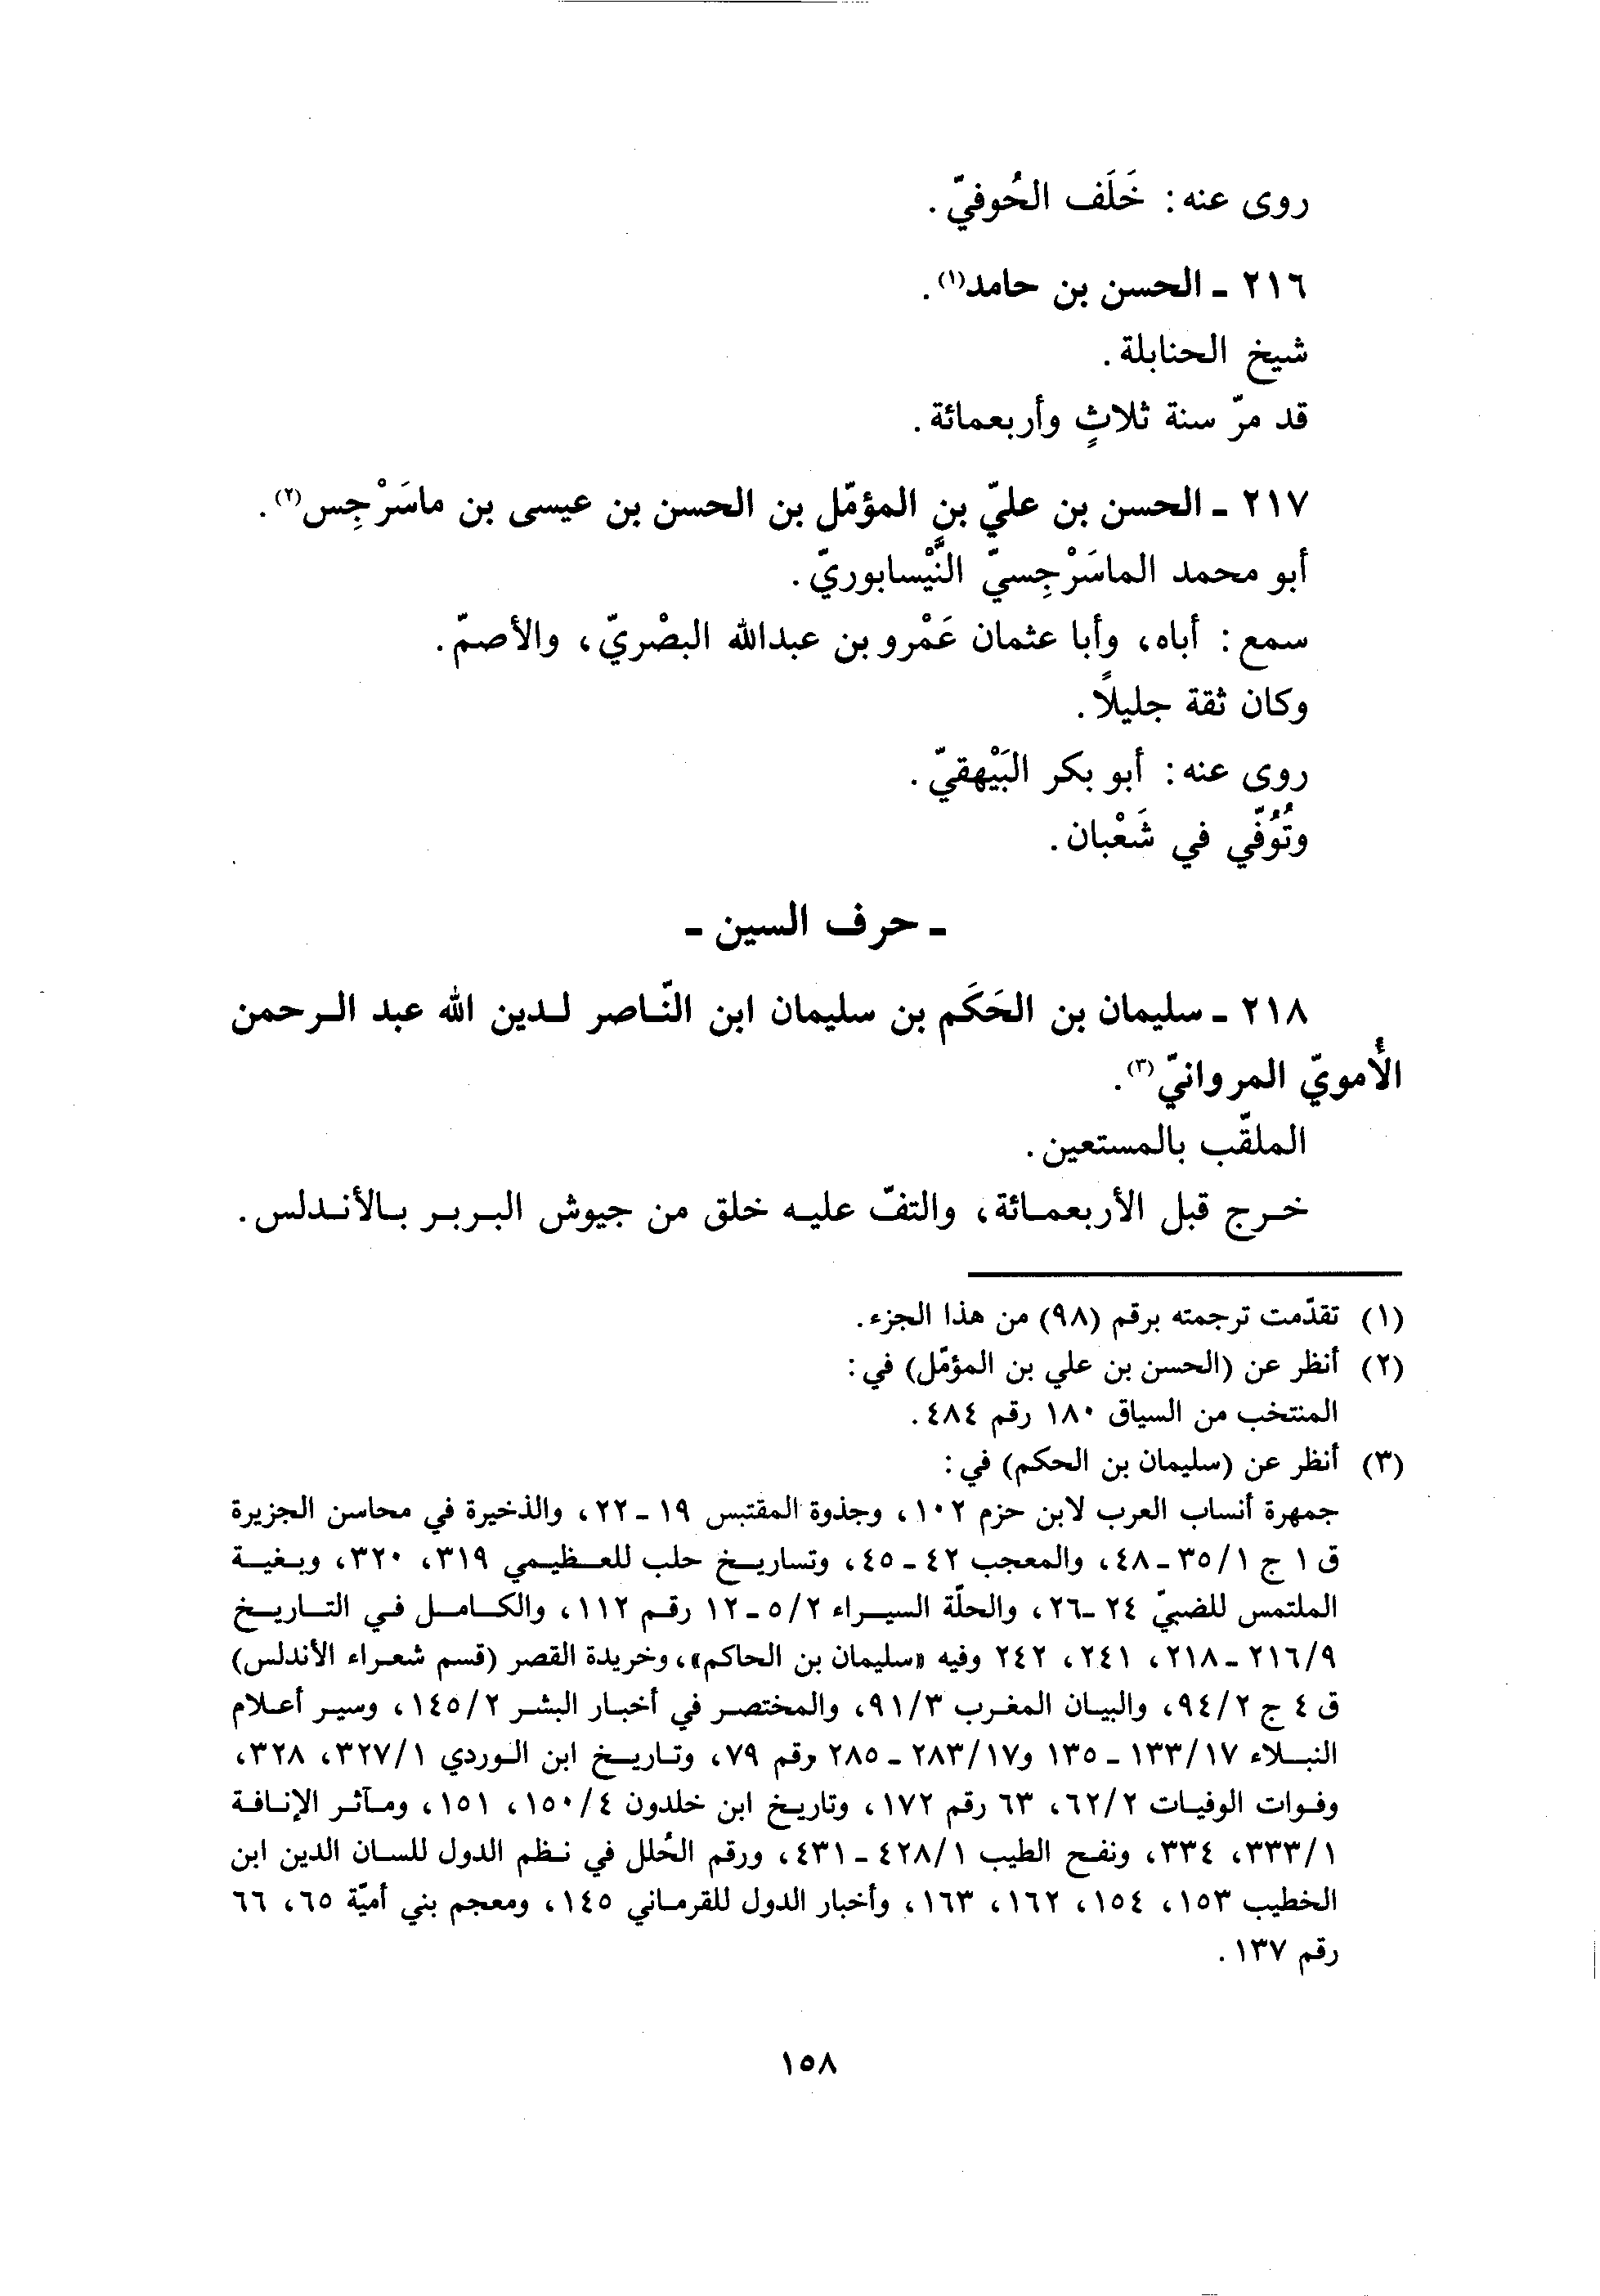 روى عنه: خَلَف الحُوفيّ.
٢١٦ ـ الحسن بن حامد(١).
شيخ الحنابلة.
قد مرّ سنة ثلاثٍ وأربعمائة.
٢١٧ ـ الحسن بن عليّ بنِ المؤمّل بن الحسن بن عيسى بن ماسَرْجِس(٢).
أبو محمد الماسَرْجِسيّ النَّيْسابوريّ.
سمع: أباه، وأبا عثمان عَمْرو بن عبدالله البصْريّ، والأصمّ.
وكان ثقة جليلًا.
روى عنه: أبو بكر البَيْهقيّ.
وتُوُفّي في شَعْبان.
ـ حرف السين ـ
٢١٨ ـ سليمان بن الحَكَم بن سليمان ابن النّاصر لدين الله عبد الرحمن
الأُمويّ المروانيّ(٣).
الملقّب بالمستعين.
خرج قبل الأربعمائة، والتفّ عليه خلق من جيوش البربر بالأندلس.
(١) تقدّمت ترجمته برقم (٩٨) من هذا الجزء.
(٢) أنظر عن (الحسن بن علي بن المؤمّل) في:
المنتخب من السياق ١٨٠ رقم ٤٨٤.
(٣) أنظر عن (سليمان بن الحكم) في:
جمهرة أنساب العرب لابن حزم ١٠٢، وجذوة المقتبس ١٩ ـ ٢٢، والذخيرة في محاسن الجزيرة
ق ١ ج ١/٣٥ ـ ٤٨، والمعجب ٤٢ ـ ٤٥، وتساريخ حلب للعظيمي ٣١٩، ٣٢٠، وبغية
الملتمس للضبيّ ٢٤ ـ ٢٦، والحلّة السيراء ٢/٥ ـ ١٢ رقم ١١٢، والكامل في التاريخ
٩/٢١٦ ـ ٢١٨، ٢٤١، ٢٤٢ وفيه «سليمان بن الحاكم»، وخريدة القصر (قسم شعراء الأندلس)
ق ٤ ج ٢/٩٤، والبيان المغرب ٣/٩١، والمختصر في أخبار البشر ٢/١٤٥، وسير أعلام
النبلاء ١٧/١٣٣ ـ ١٣٥ و١٧/٢٨٣ ـ ٢٨٥ رقم ٧٩، وتاريخ ابن الوردي ١/٣٢٧، ٣٢٨،
وفوات الوفيات ٢/٦٢، ٦٣ رقم ١٧٢، وتاريخ ابن خلدون ٤/١٥٠، ١٥١، ومآثر الإنافة
١/٣٣٣، ٣٣٤، ونفح الطيب ١/٤٢٨ ـ ٤٣١، ورقم الحُلل في نظم الدول للسان الدين ابن
الخطيب ١٥٣، ١٥٤، ١٦٢، ١٦٣، وأخبار الدول للقرماني ١٤٥، ومعجم بني أميّة ٦٥، ٦٦
رقم ١٣٧.
١٥٨